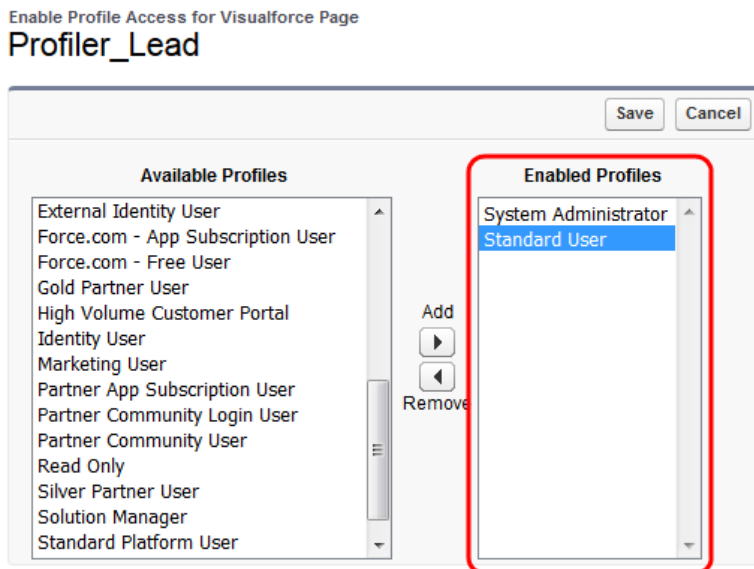 Enable Profile Access for Visualforce Page
Profiler_Lead
Save
Cancel
Available Profiles
External Identity User
Force.com - App Subscription User
Force.com - Free User
Gold Partner User
High Volume Customer Portal
Identity User
Marketing User
Partner App Subscription User
Partner Community Login User
Partner Community User
Read Only
Silver Partner User
Solution Manager
Standard Platform User
Add
Remove
Enabled Profiles
System Administrator
Standard User